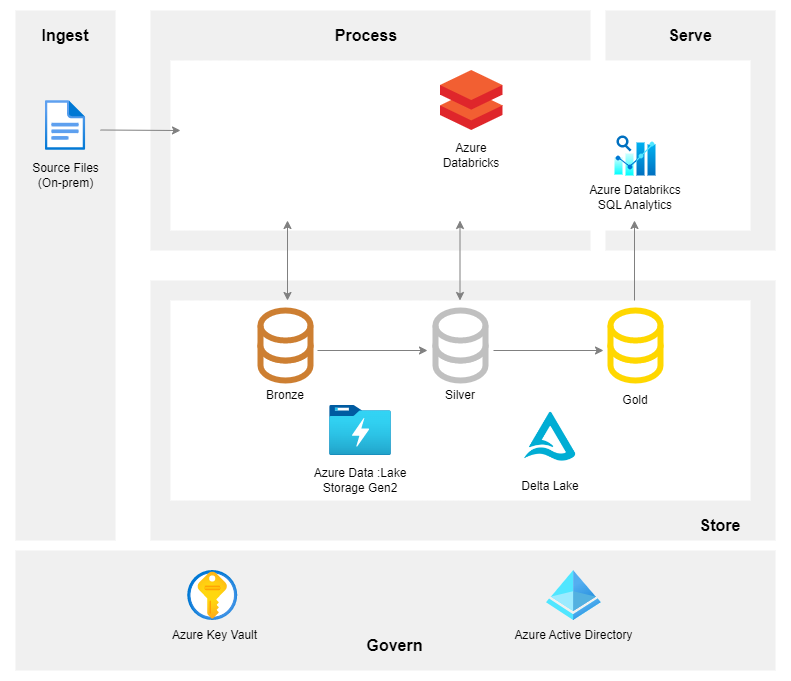 Ingest
Process
Serve
Source Files
(On-prem)
Azure
Databricks
Azure Databrikcs
SQL Analytics
Bronze
Silver
Gold
Azure Data :Lake
Storage Gen2
Delta Lake
Store
Azure Key Vault
Govern
Azure Active Directory